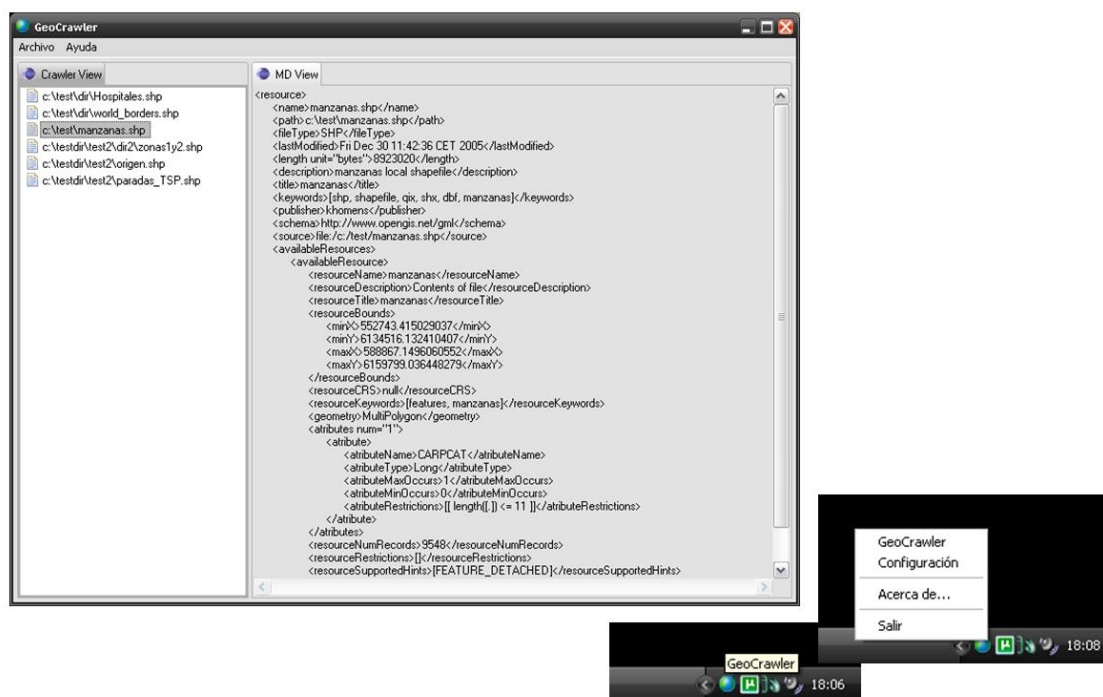 GeoCrawler
Archivo Ayuda
Crawler View
c:\test\dir\Hospitales.shp
c:\test\dir\world_borders.shp
c:\test\manzanas.shp
c:\testdir\test2\dir2\zonas1y2.shp
c:\testdir\test2\origen.shp
c:\testdir\test2\paradas_TSP.shp
MD View
<resource>
<name>manzanas.shp</name>
<path>c:\test\manzanas.shp</path>
<fileType>SHP</fileType>
<lastModified>Fri Dec 30 11:42:36 CET 2005</lastModified>
<length unit="bytes">8923020</length>
<description>manzanas local shapefile</description>
<title>manzanas</title>
<keywords>[shp, shapefile, qix, shx, dbf, manzanas]</keywords>
<publisher>khomens</publisher>
<schema>http://www.opengis.net/gml</schema>
<source>file:/c:/test/manzanas.shp</source>
<availableResources>
<availableResource>
<resourceName>manzanas</resourceName>
<resourceDescription>Contents of file</resourceDescription>
<resourceTitle>manzanas</resourceTitle>
<resourceBounds>
<minX>552743.415029037</minX>
<minY>6134516.132410407</minY>
<maxX>588867.1496060552</maxX>
<maxY>6159799.036448279</maxY>
</resourceBounds>
<resourceCRS>null</resourceCRS>
<resourceKeywords>[features, manzanas]</resourceKeywords>
<geometry>MultiPolygon</geometry>
<atributes num="1">
<atribute>
<atributeName>CARPCAT</atributeName>
<atributeType>Long</atributeType>
<atributeMaxOccurs>1</atributeMaxOccurs>
<atributeMinOccurs>0</atributeMinOccurs>
<atributeRestrictions>[[ length([.]) <= 11 ]]</atributeRestrictions>
</atribute>
</atributes>
<resourceNumRecords>9548</resourceNumRecords>
<resourceRestrictions>[]</resourceRestrictions>
<resourceSupportedHints>[FEATURE_DETACHED]</resourceSupportedHints>
GeoCrawler
Configuración
Acerca de...
Salir
18:08
GeoCrawler
18:06